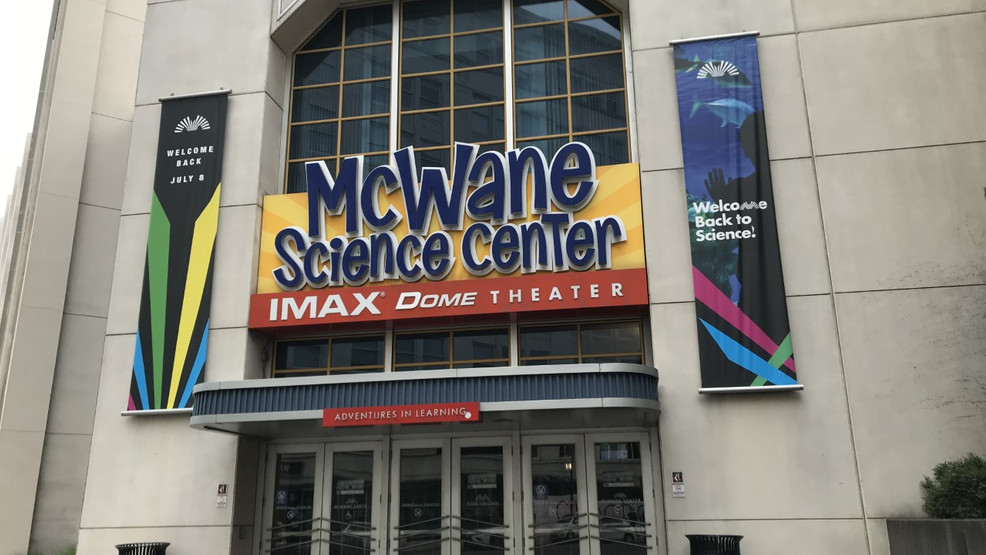 WELCOME
BACK
JULY 8
McWane
Science Center
IMAX® DOME THEATER
Welcome
Back to
Science!
ADVENTURES IN LEARNING